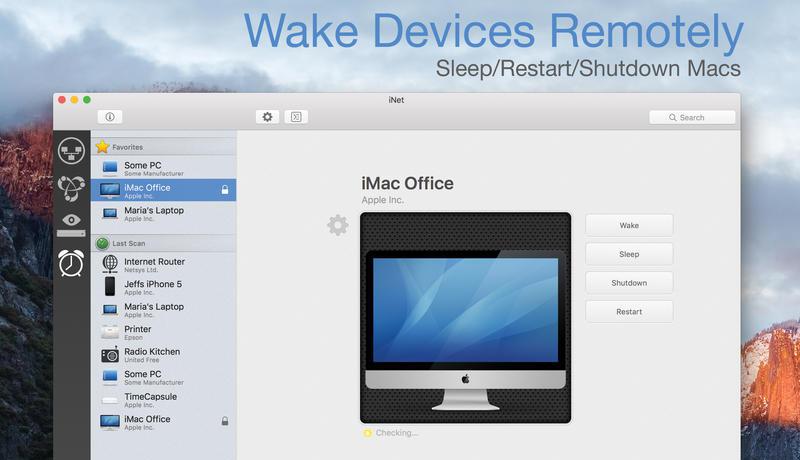 Wake Devices Remotely
Sleep/Restart/Shutdown Macs
iNet
Search
Favorites
Some PC
Some Manufacturer
iMac Office
Apple Inc.
Maria's Laptop
Apple Inc.
Last Scan
Internet Router
Netsys Ltd.
Jeffs iPhone 5
Apple Inc.
Maria's Laptop
Apple Inc.
Printer
Epson
Radio Kitchen
United Free
Some PC
Some Manufacturer
TimeCapsule
Apple Inc.
iMac Office
Apple Inc.
iMac Office
Apple Inc.
Wake
Sleep
Shutdown
Restart
Checking...